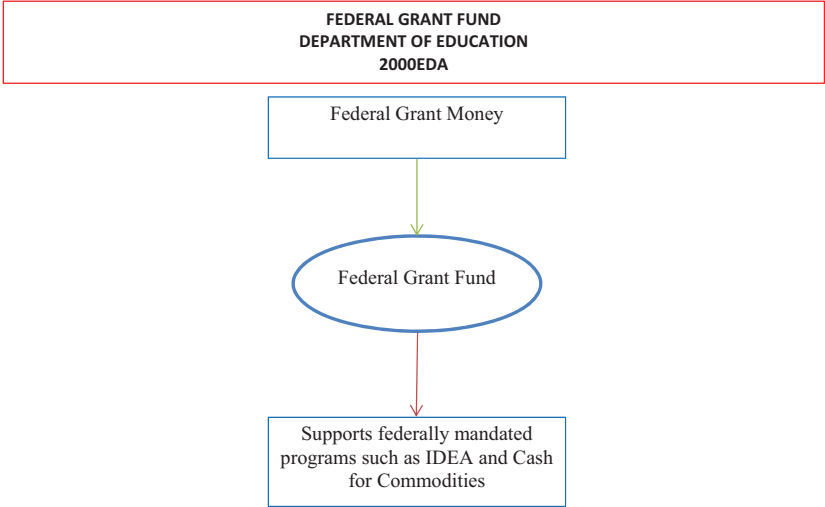 FEDERAL GRANT FUND
DEPARTMENT OF EDUCATION
2000EDA
Federal Grant Money
Federal Grant Fund
Supports federally mandated
programs such as IDEA and Cash
for Commodities